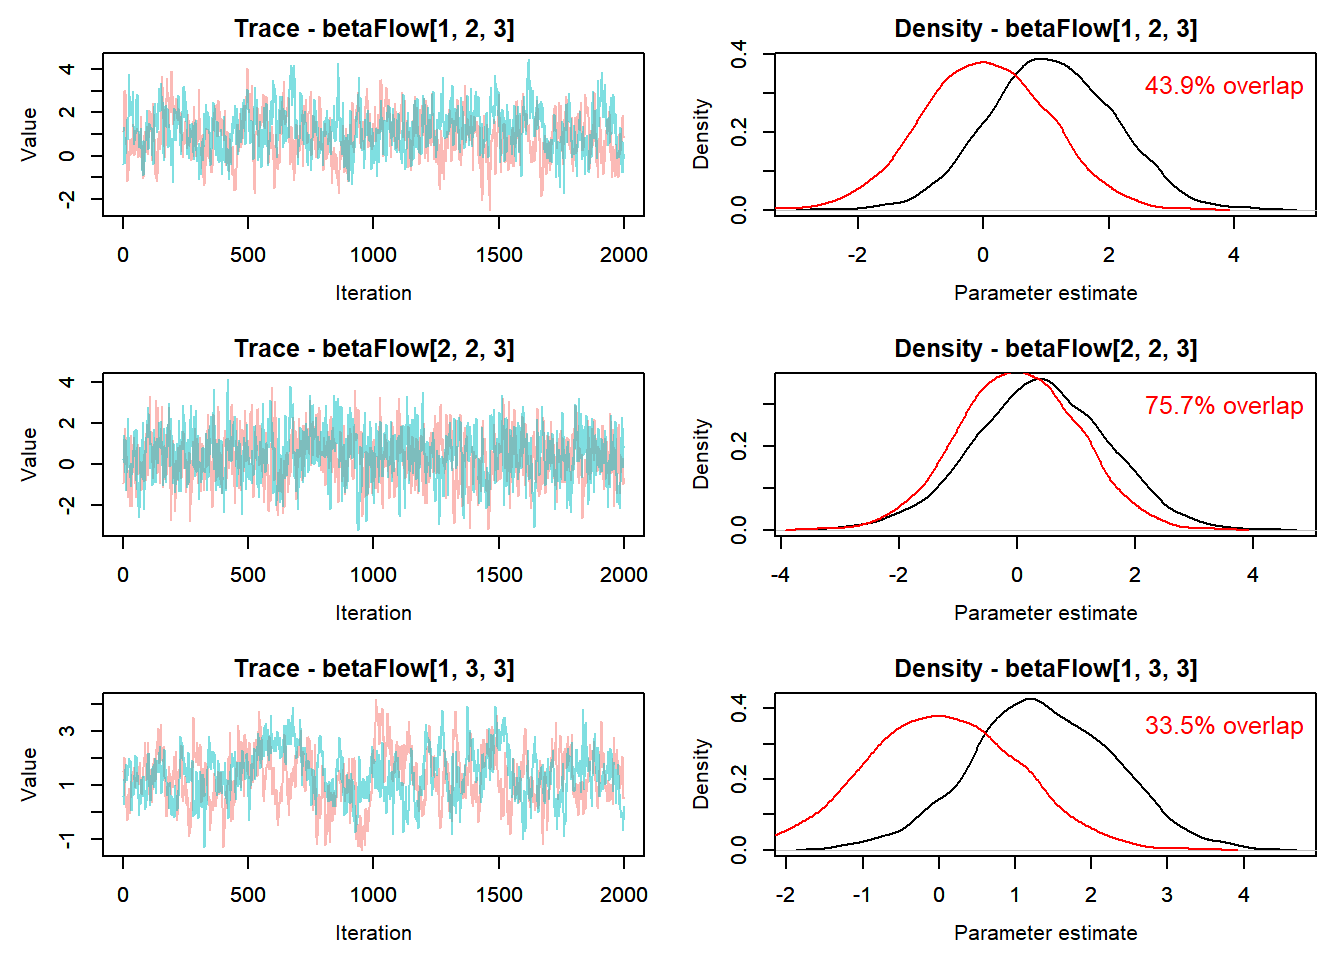 Trace - betaFlow[1, 2, 3]
Value
-2 0 2 4
0 500 1000 1500 2000
Iteration
Density - betaFlow[1, 2, 3]
43.9% overlap
Density
0.0 0.2 0.4
-2 0 2 4
Parameter estimate
Trace - betaFlow[2, 2, 3]
Value
-2 0 2 4
0 500 1000 1500 2000
Iteration
Density - betaFlow[2, 2, 3]
75.7% overlap
Density
0.0 0.2
-4 -2 0 2 4
Parameter estimate
Trace - betaFlow[1, 3, 3]
Value
-1 1 3
0 500 1000 1500 2000
Iteration
Density - betaFlow[1, 3, 3]
33.5% overlap
Density
0.0 0.2 0.4
-2 -1 0 1 2 3 4
Parameter estimate